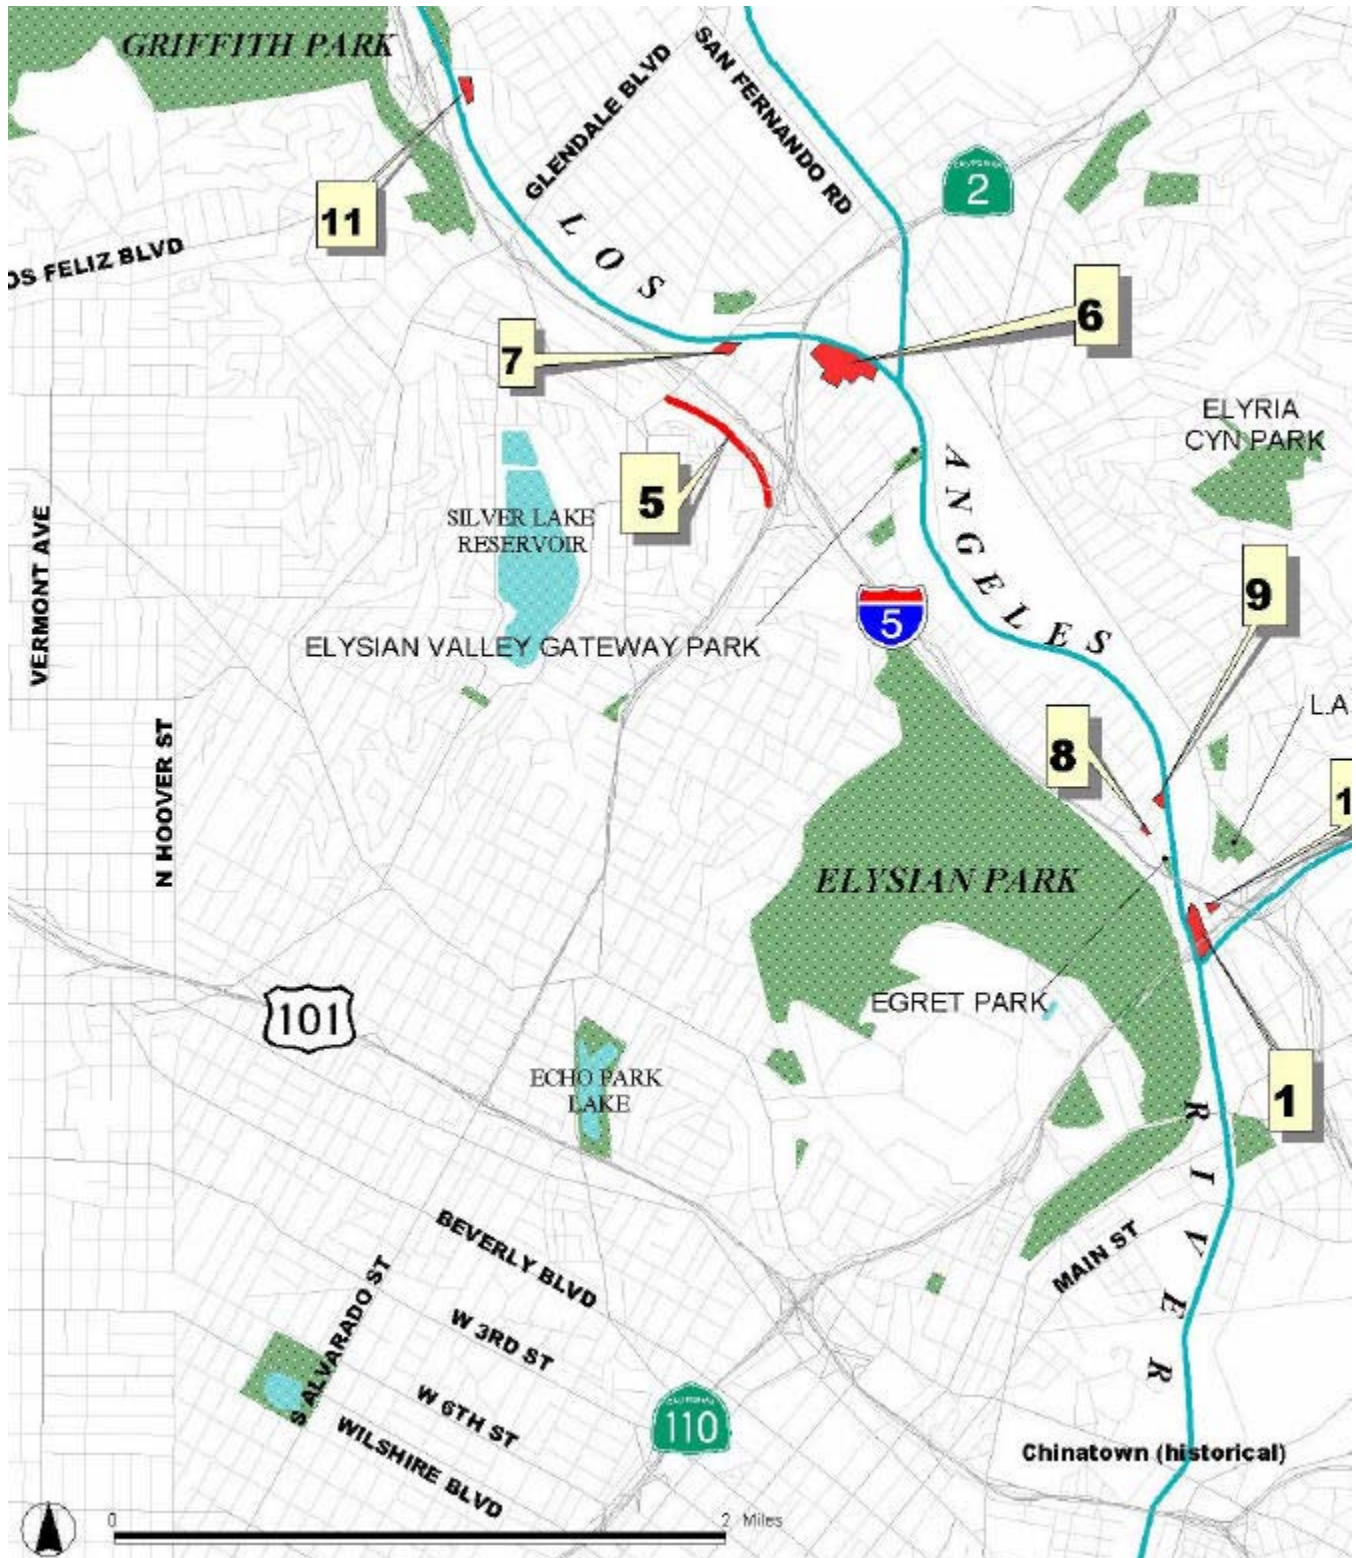 GRIFFITH PARK
GLENDALE BLVD
SAN FERNANDO RD
CALIFORNIA
2
11
LOS
OS FELIZ BLVD
6
7
ELYRIA
CYN PARK
ANGELES
5
SILVER LAKE
RESERVOIR
VERMONT AVE
9
5
ELYSIAN VALLEY GATEWAY PARK
L.A
8
N HOOVER ST
1
ELYSIAN PARK
EGRET PARK
101
ECHO PARK
LAKE
1
RIVER
BEVERLY BLVD
MAIN ST
S ALVARADO ST
W 3RD ST
W 6TH ST
WILSHIRE BLVD
110
Chinatown (historical)
0
2 Miles